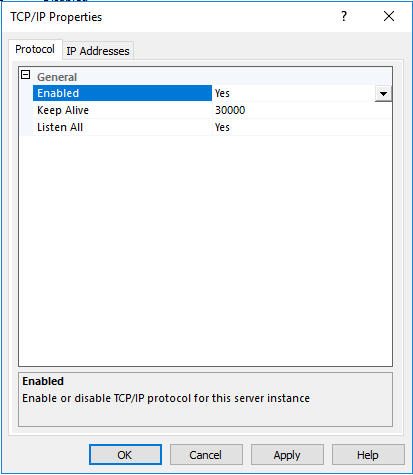 TCP/IP Properties
?
Protocol
IP Addresses
General
Enabled Yes
Keep Alive 30000
Listen All Yes
Enabled
Enable or disable TCP/IP protocol for this server instance
OK Cancel Apply Help